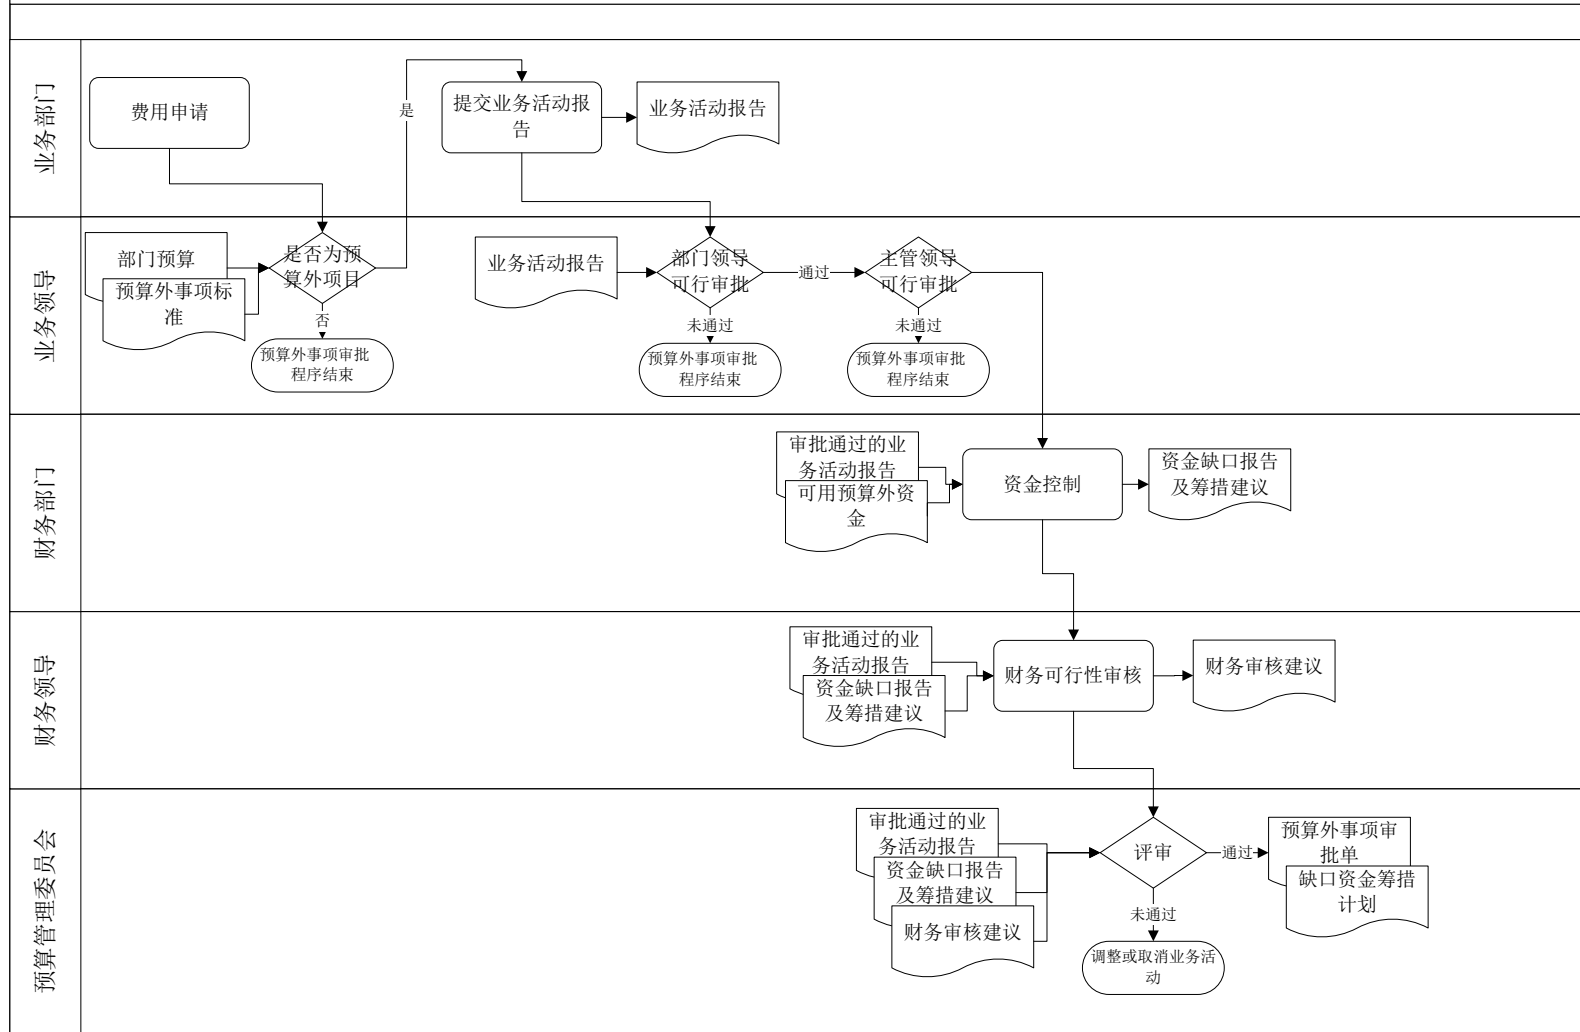 业务部门
费用申请
是
提交业务活动报
告
业务活动报告
业务领导
部门预算
预算外事项标
准
是否为预
算外项目
否
预算外事项审批
程序结束
业务活动报告
部门领导
可行审批
通过
主管领导
可行审批
未通过
预算外事项审批
程序结束
未通过
预算外事项审批
程序结束
财务部门
审批通过的业
务活动报告
可用预算外资
金
资金控制
资金缺口报告
及筹措建议
财务领导
审批通过的业
务活动报告
资金缺口报告
及筹措建议
财务可行性审核
财务审核建议
预算管理委员会
审批通过的业
务活动报告
资金缺口报告
及筹措建议
财务审核建议
评审
通过
预算外事项审
批单
缺口资金筹措
计划
未通过
调整或取消业务活
动